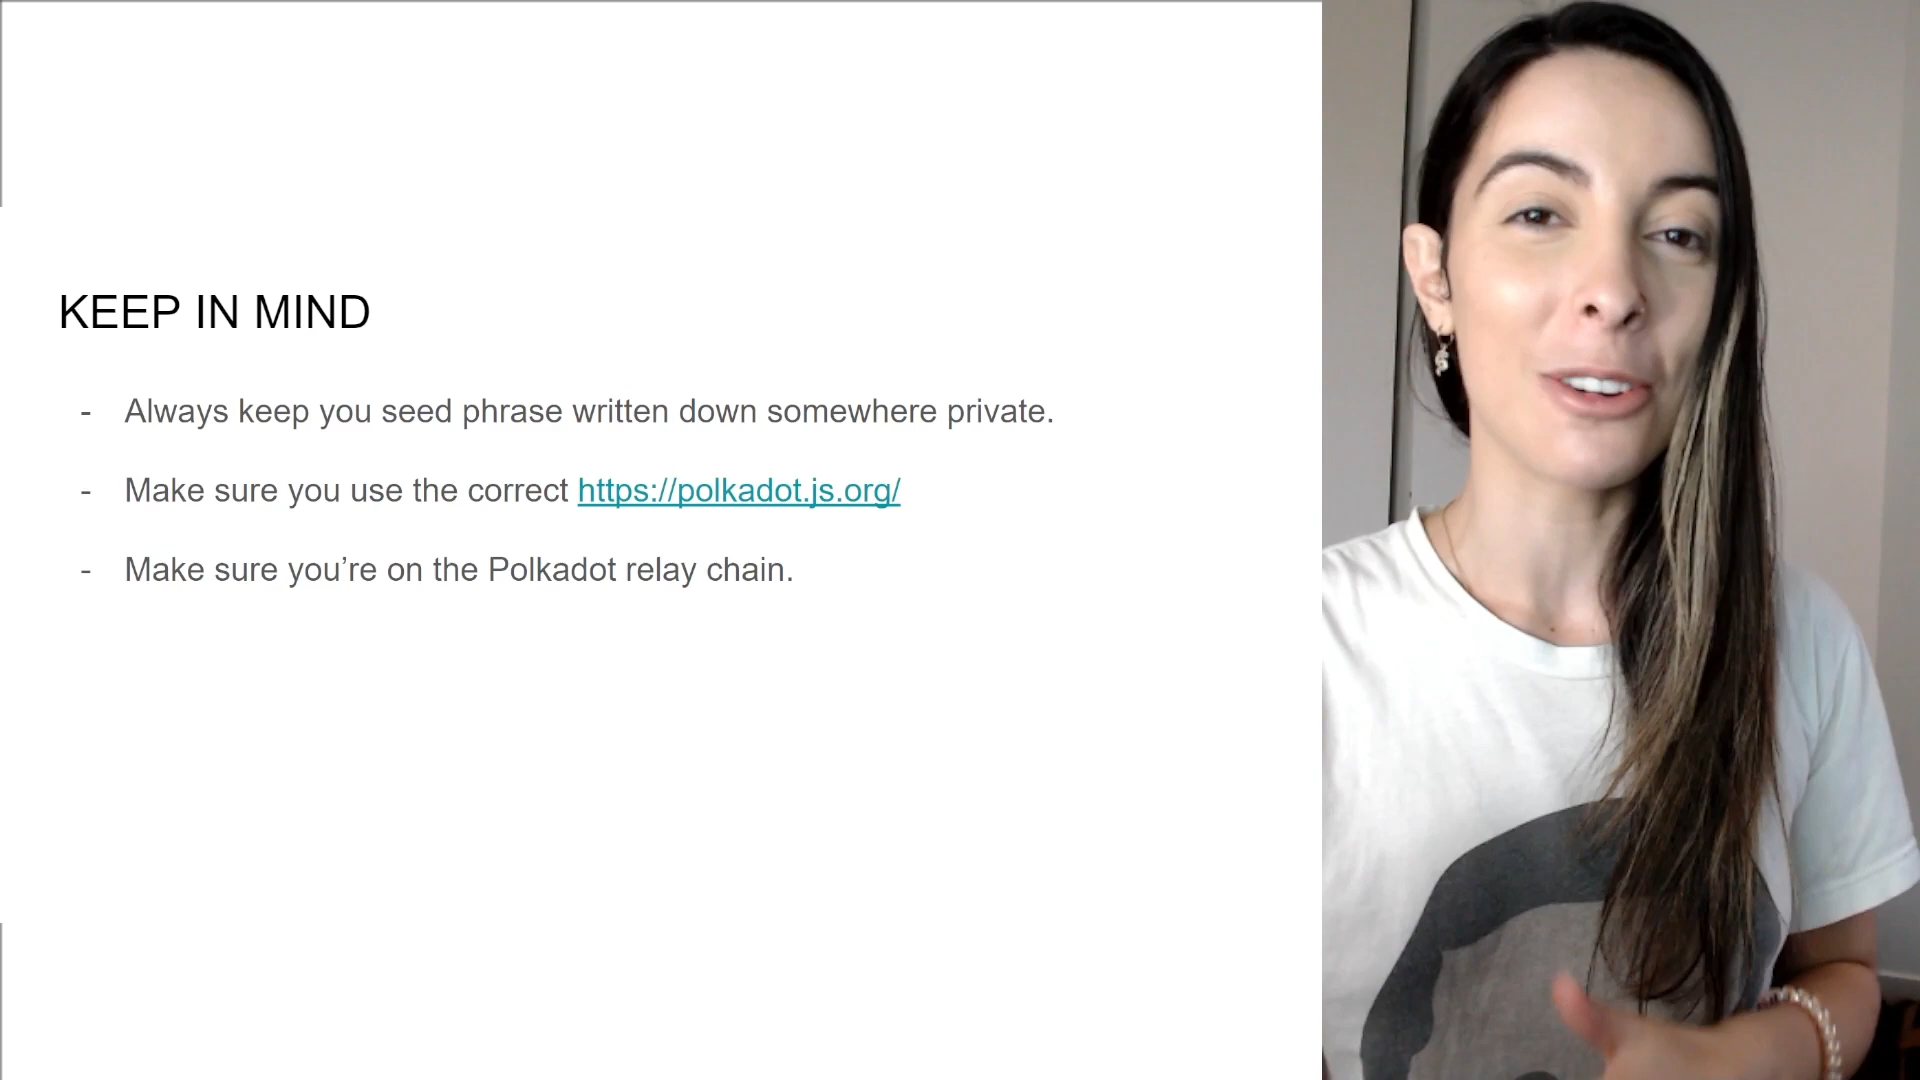 KEEP IN MIND
- Always keep you seed phrase written down somewhere private.
- Make sure you use the correct https://polkadot.js.org/
- Make sure you’re on the Polkadot relay chain.